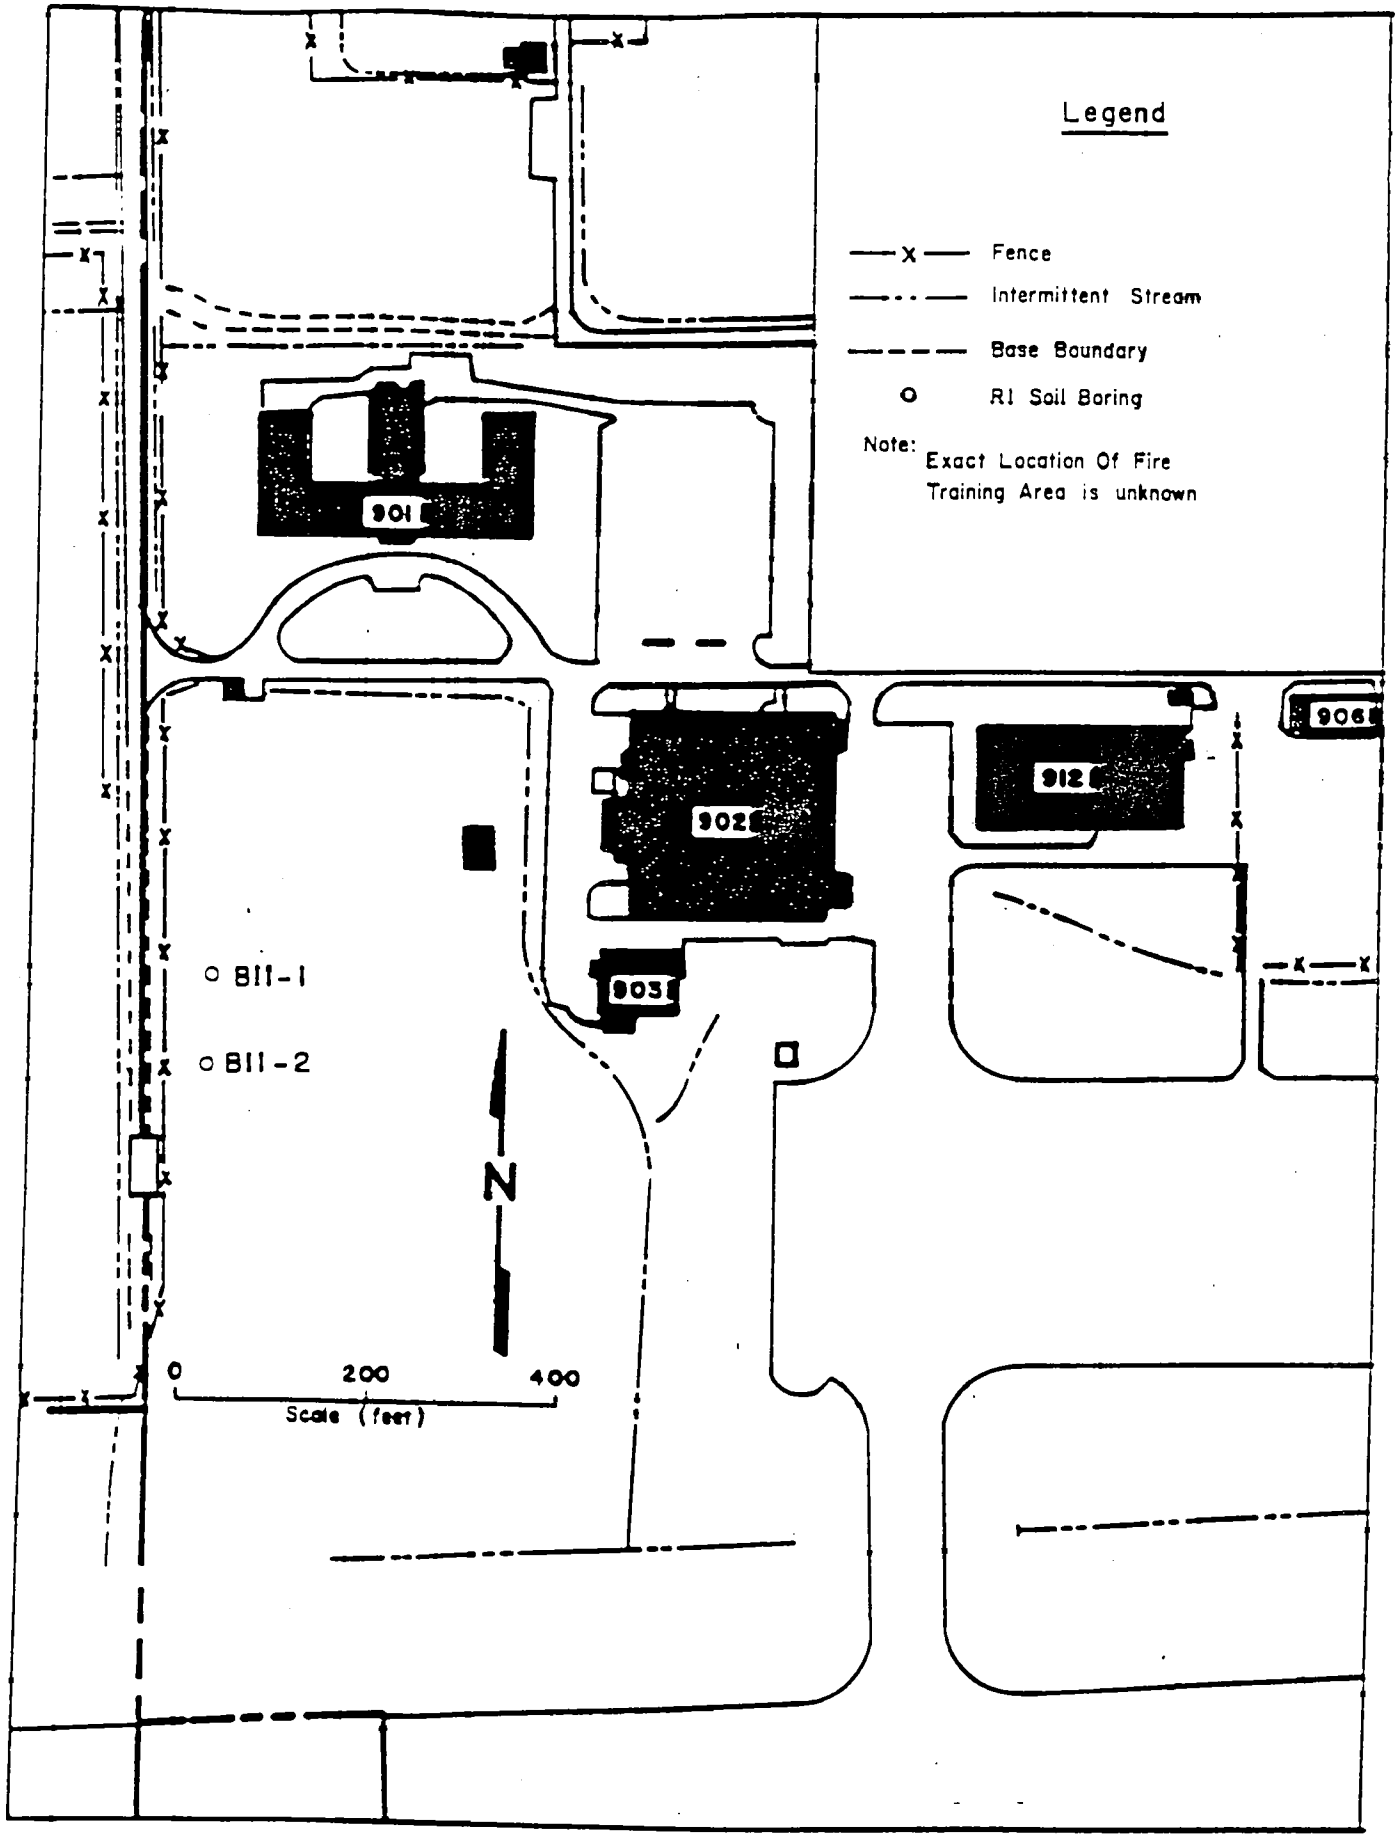 Legend
X Fence
Intermittent Stream
Base Boundary
RI Soil Boring
Note: Exact Location Of Fire
Training Area is unknown
901
906
912
902
903
B11-1
B11-2
N
0 200 400
Scale (feet)